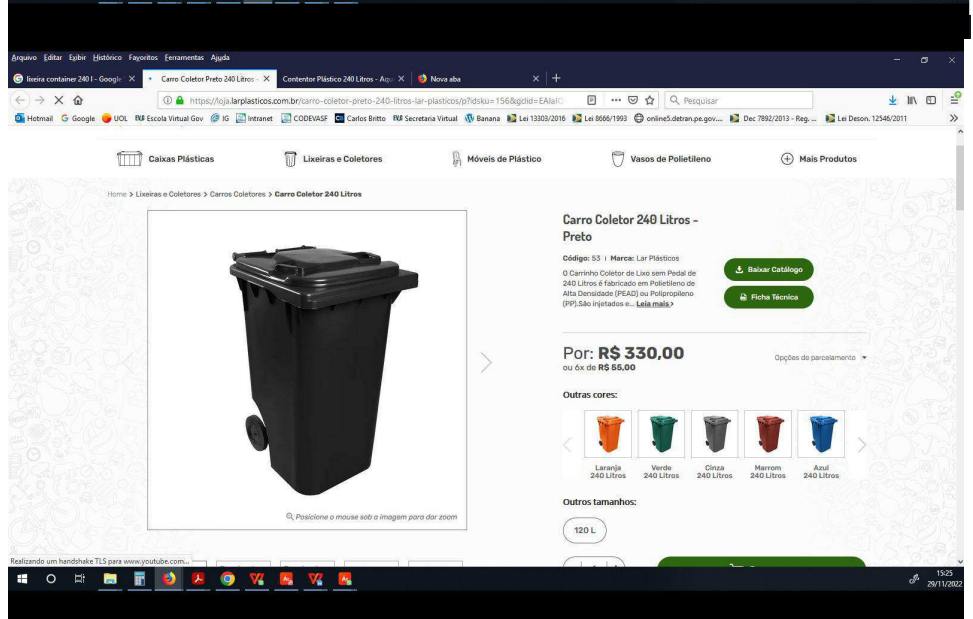 Arquivo Editar Exibir Histórico Favoritos Ferramentas Ajuda
lixeira container 240 l - Google
Carro Coletor Preto 240 Litros -
Contentor Plástico 240 Litros - Aqu
Nova aba
https://loja.larplasticos.com.br/carro-coletor-preto-240-litros-lar-plasticos/p?idsku=156&gclid=EAIaI
Pesquisar
Hotmail Google UOL Escola Virtual Gov IG Intranet CODEVASF Carlos Britto Secretaria Virtual Banana Lei 13303/2016 Lei 8666/1993 online5.detran.pe.gov.... Dec 7892/2013 - Reg. ... Lei Deson. 12546/2011
Caixas Plásticas Lixeiras e Coletores Móveis de Plástico Vasos de Polietileno Mais Produtos
Home > Lixeiras e Coletores > Carros Coletores > Carro Coletor 240 Litros
Carro Coletor 240 Litros -
Preto
Código: 53 | Marca: Lar Plásticos
O Carrinho Coletor de Lixo sem Pedal de
240 Litros é fabricado em Polietileno de
Alta Densidade (PEAD) ou Polipropileno
(PP).São injetados e... Leia mais >
Baixar Catálogo
Ficha Técnica
Por: R$ 330,00
ou 6x de R$ 55,00
Opções de parcelamento
Outras cores:
Laranja
240 Litros
Verde
240 Litros
Cinza
240 Litros
Marrom
240 Litros
Azul
240 Litros
Posicione o mouse sob a imagem para dar zoom
Outros tamanhos:
120 L
Realizando um handshake TLS para www.youtube.com...
15:25
29/11/2022